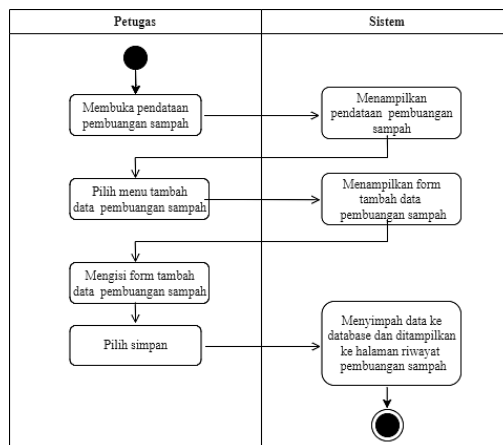 Petugas
Sistem
Membuka pendataan
pembuangan sampah
Menampilkan
pendataan pembuangan
sampah
Pilih menu tambah
data pembuangan sampah
Menampilkan form
tambah data
pembuangan sampah
Mengisi form tambah
data pembuangan sampah
Pilih simpan
Menyimpah data ke
database dan ditampilkan
ke halaman riwayat
pembuangan sampah